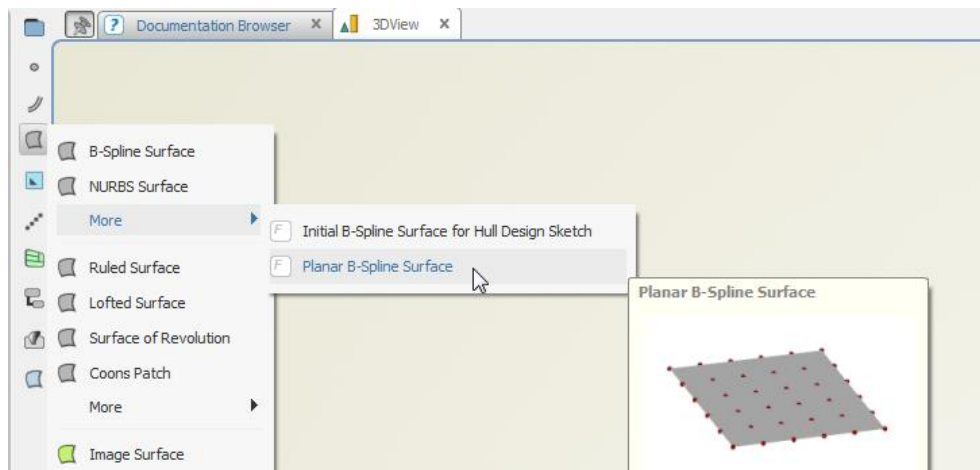 ? Documentation Browser x 3DView x
B-Spline Surface
NURBS Surface
More
F Initial B-Spline Surface for Hull Design Sketch
F Planar B-Spline Surface
Planar B-Spline Surface
Ruled Surface
Lofted Surface
Surface of Revolution
Coons Patch
More
Image Surface